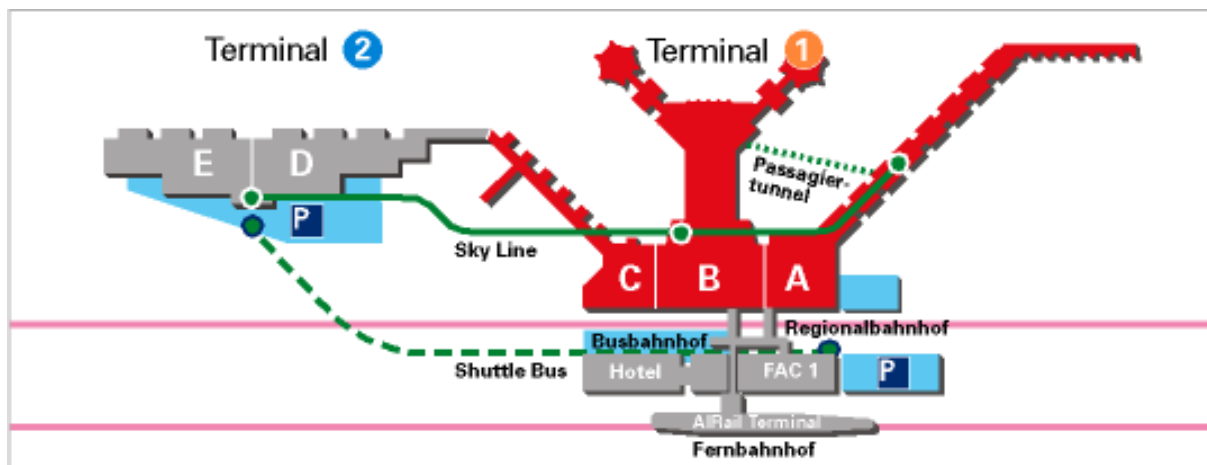 Terminal 2
Terminal 1
E
D
P
Passagier-
tunnel
Sky Line
C
B
A
Regionalbahnhof
Busbahnhof
Shuttle Bus
Hotel
FAC 1
P
AIRail Terminal
Fernbahnhof